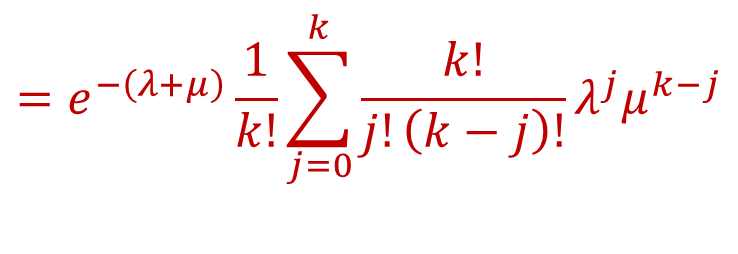 = e^{-(λ+μ)} \frac{1}{k!} \sum_{j=0}^{k} \frac{k!}{j!(k-j)!} λ^j μ^{k-j}